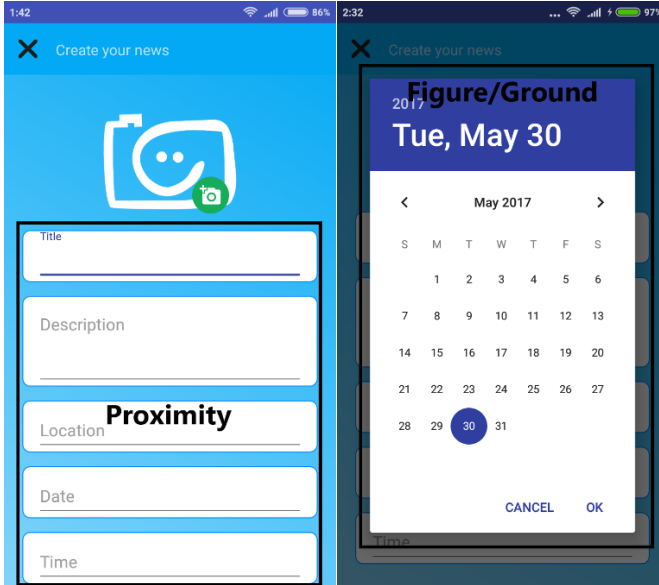 1:42 86%
Create your news
Title
Description
Proximity
Location
Date
Time
2:32 ... 97%
Create your news
Figure/Ground
2017
Tue, May 30
May 2017
S M T W T F S
1 2 3 4 5 6
7 8 9 10 11 12 13
14 15 16 17 18 19 20
21 22 23 24 25 26 27
28 29 30 31
CANCEL OK
Time